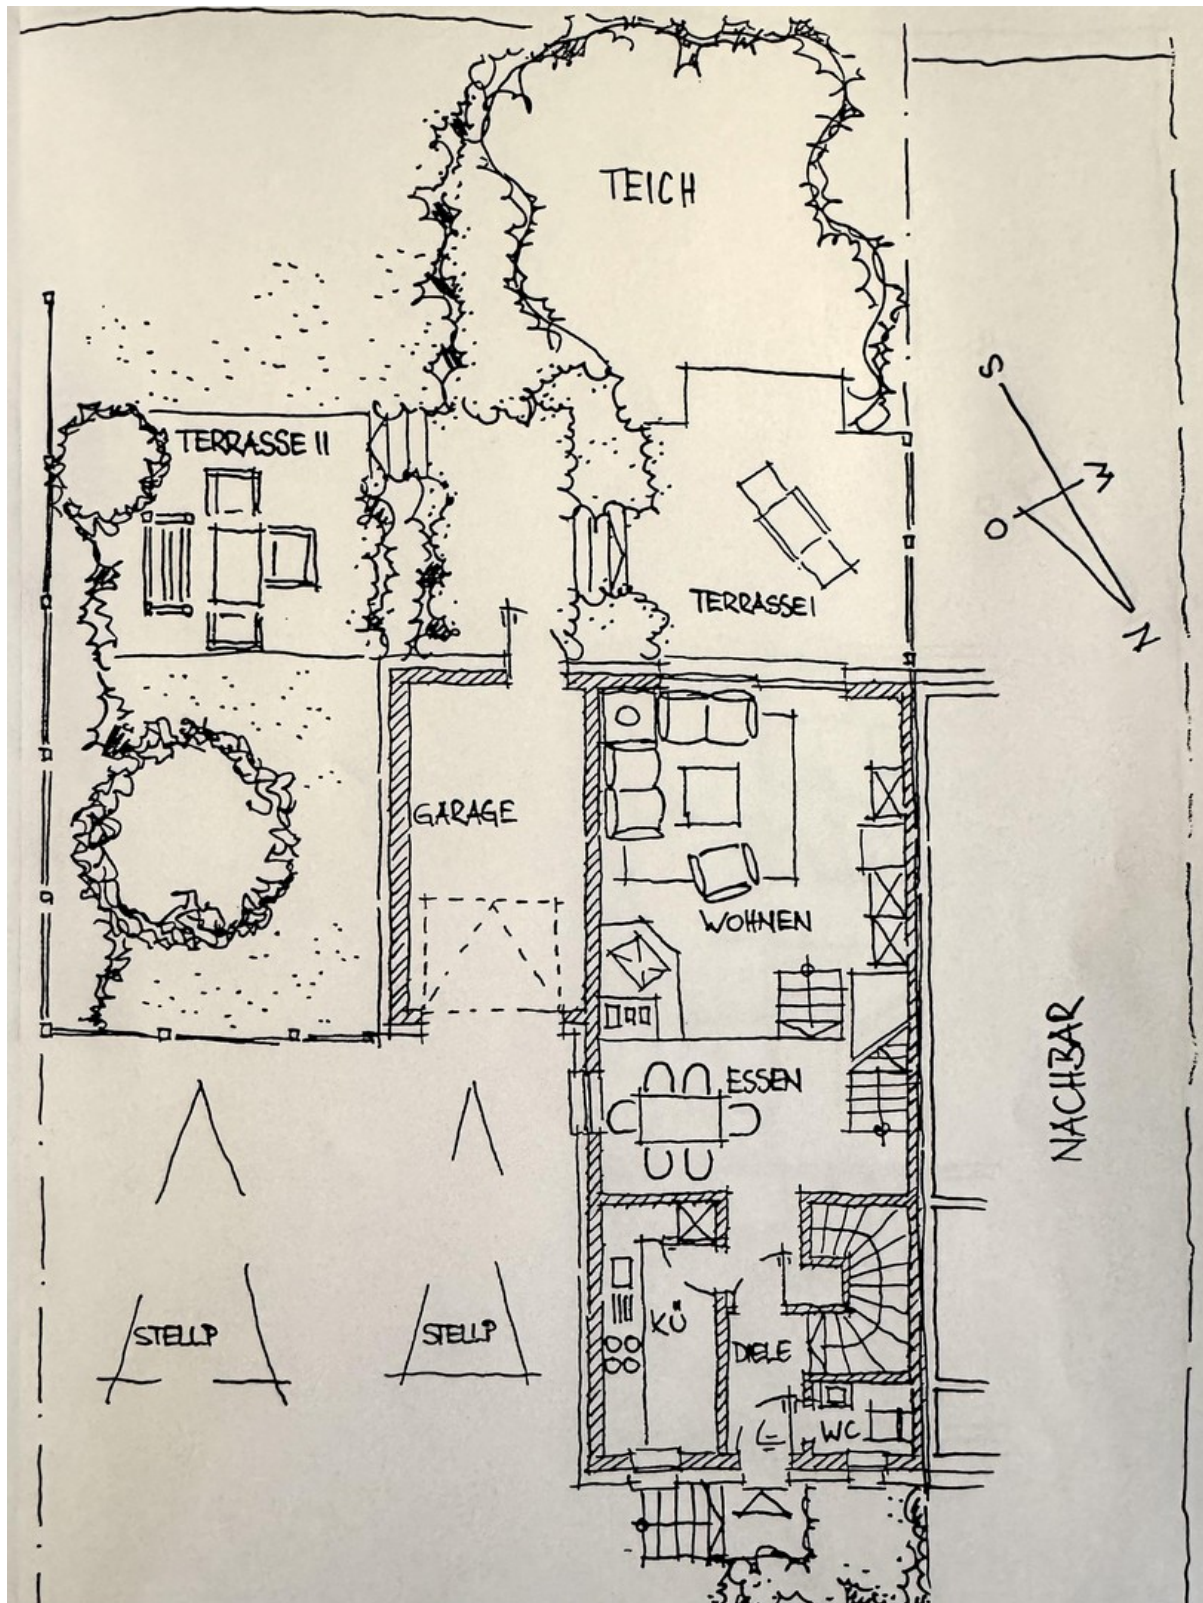 TEICH
TERRASSE II
S
W
O
N
TERRASSE I
GARAGE
WOHNEN
ESSEN
NACHBAR
STELLP
STELLP
KÜ
DIELE
WC